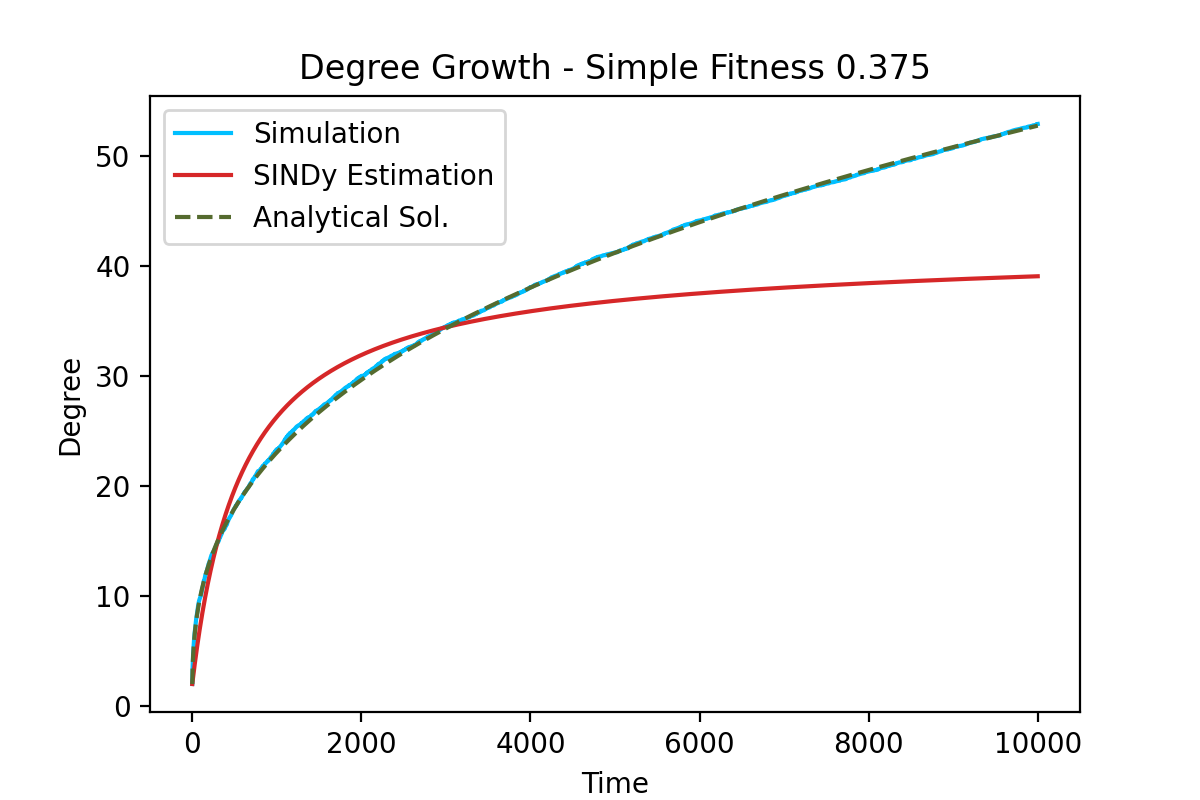 Degree Growth - Simple Fitness 0.375
Simulation
SINDy Estimation
Analytical Sol.
Degree
50
40
30
20
10
0
0 2000 4000 6000 8000 10000
Time